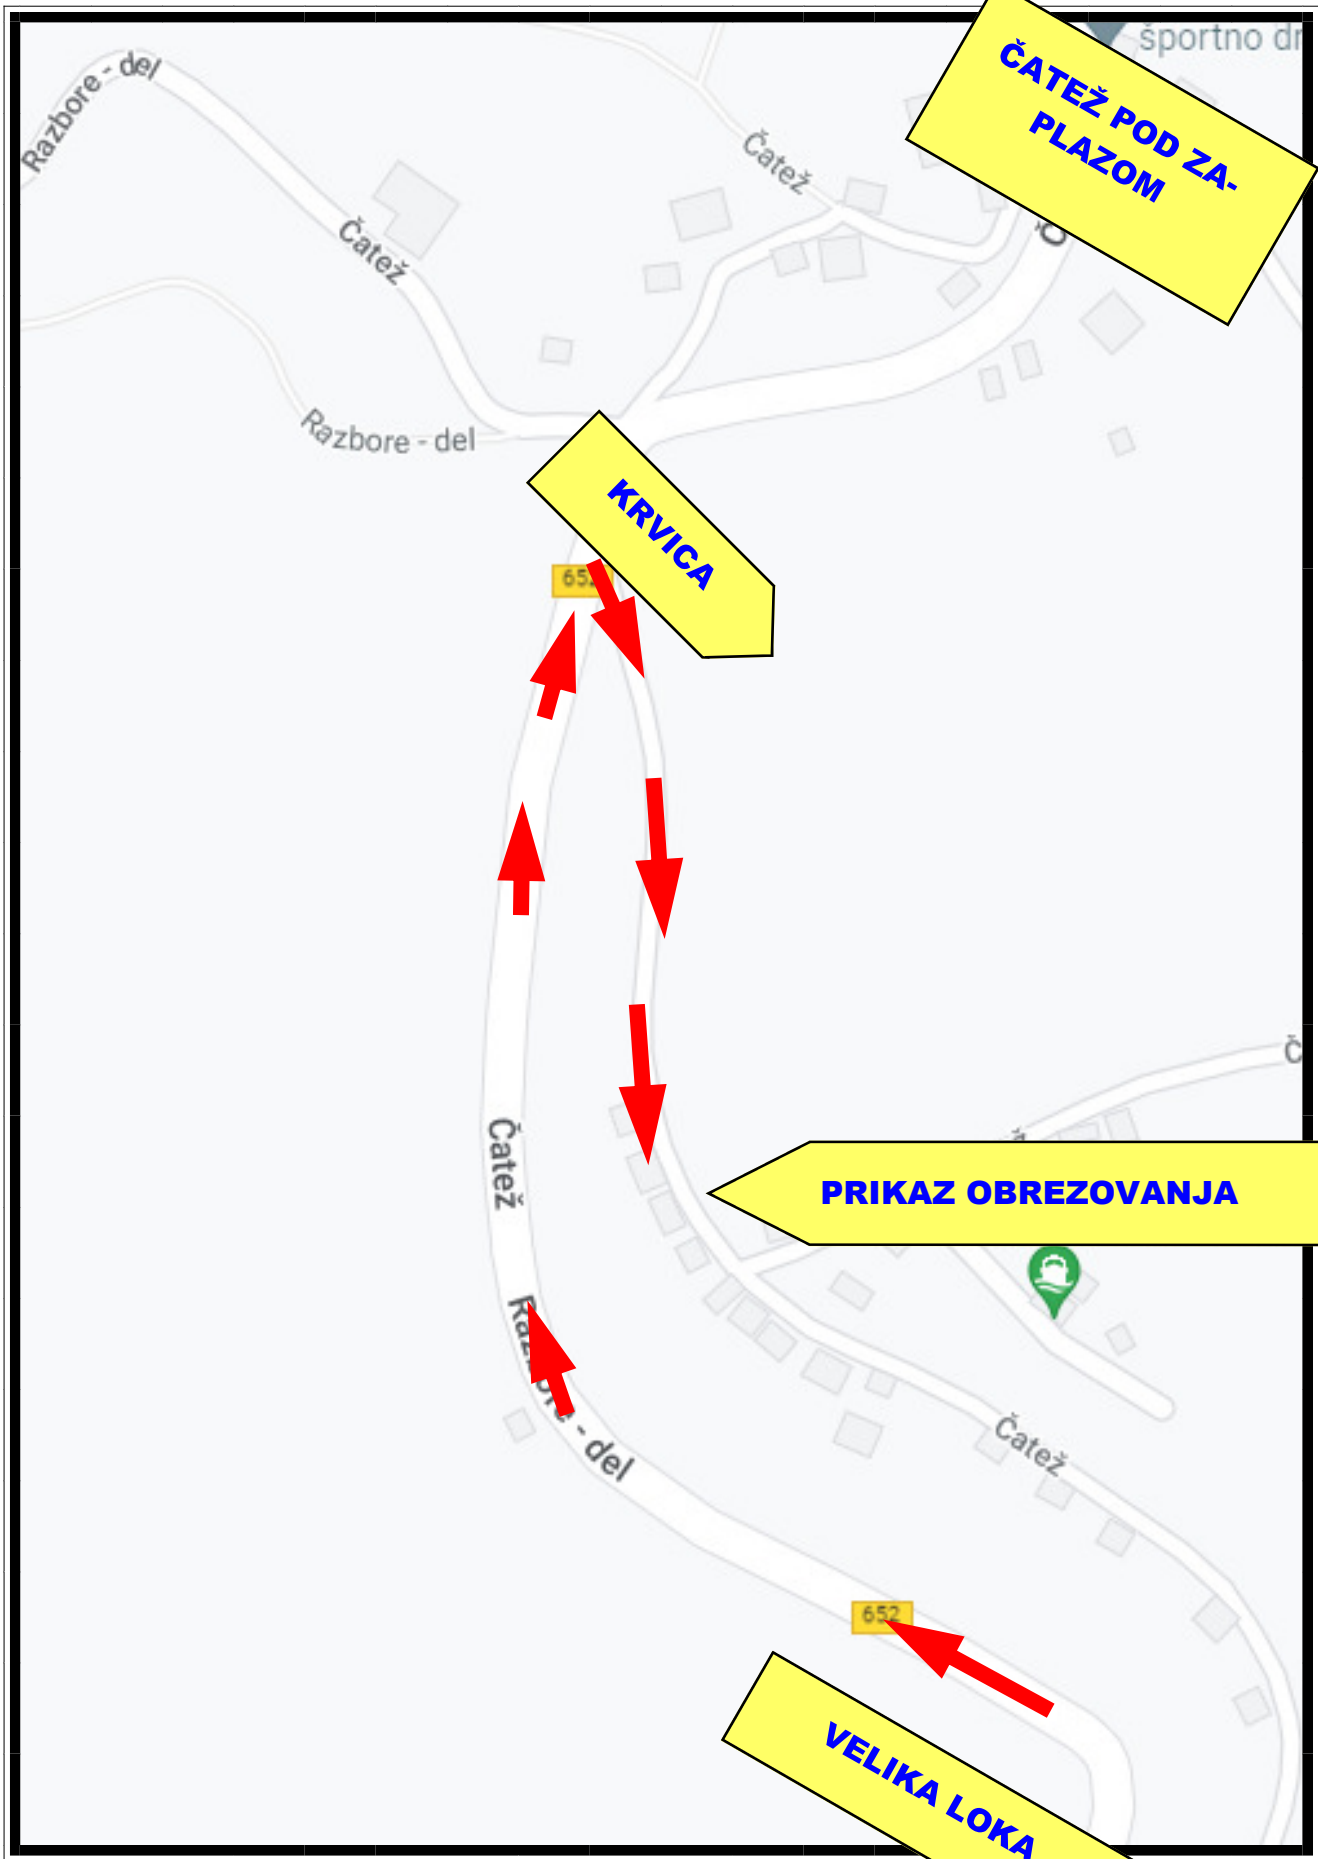 športno dr
ČATEŽ POD ZA-
PLAZOM
Razbore - del
Čatež
Čatež
Č
Razbore - del
KRVICA
652
Č
Čatež
PRIKAZ OBREZOVANJA
Razbore - del
Čatež
652
VELIKA LOKA